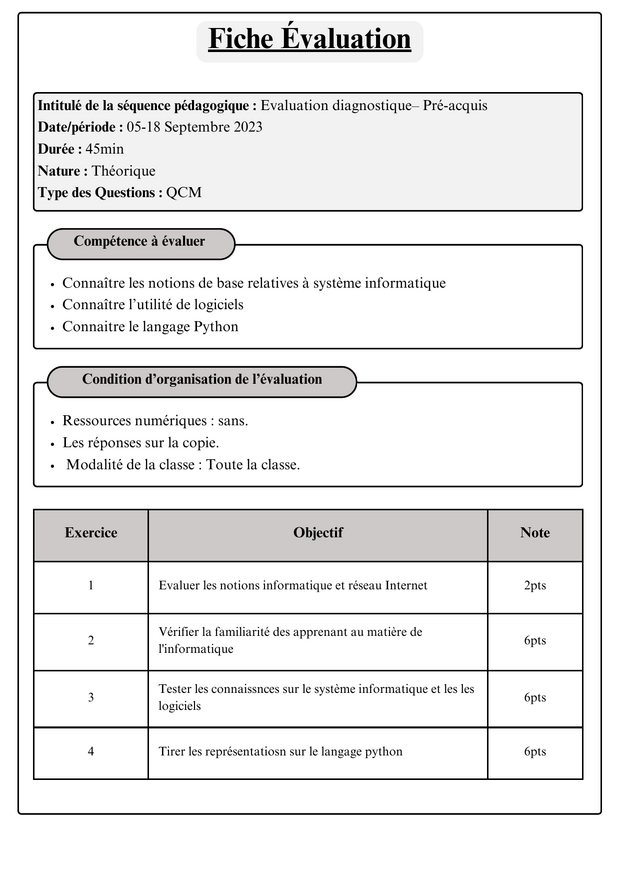 Fiche Évaluation
Intitulé de la séquence pédagogique : Evaluation diagnostique– Pré-acquis
Date/période : 05-18 Septembre 2023
Durée : 45min
Nature : Théorique
Type des Questions : QCM
Compétence à évaluer
• Connaître les notions de base relatives à système informatique
• Connaître l’utilité de logiciels
• Connaitre le langage Python
Condition d’organisation de l’évaluation
• Ressources numériques : sans.
• Les réponses sur la copie.
• Modalité de la classe : Toute la classe.
Exercice Objectif Note
1 Evaluer les notions informatique et réseau Internet 2pts
2 Vérifier la familiarité des apprenant au matière de
l'informatique 6pts
3 Tester les connaissnces sur le système informatique et les les
logiciels 6pts
4 Tirer les représentatiosn sur le langage python 6pts